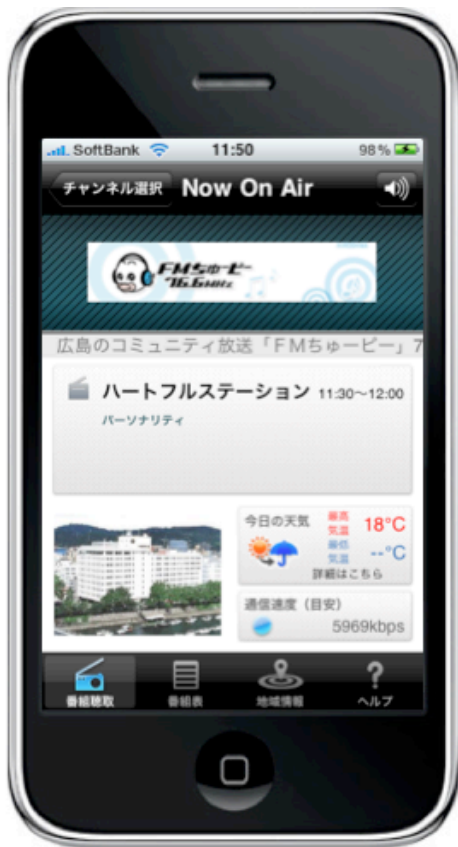 SoftBank 11:50 98%
チャンネル選択 Now On Air
FMちゅーピー
76.6MHz
広島のコミュニティ放送「FMちゅーピー」7
ハートフルステーション 11:30〜12:00
パーソナリティ
今日の天気 最高気温 18°C
最低気温 --°C
詳細はこちら
通信速度（目安）
5969kbps
番組聴取 番組表 地域情報 ヘルプ